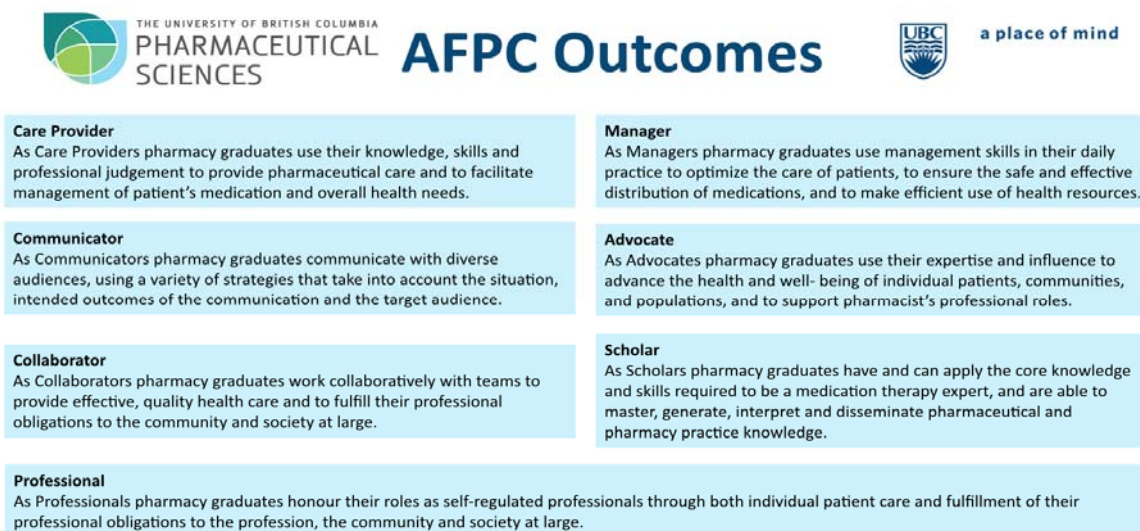 THE UNIVERSITY OF BRITISH COLUMBIA
PHARMACEUTICAL
SCIENCES
AFPC Outcomes
UBC
a place of mind
Care Provider
As Care Providers pharmacy graduates use their knowledge, skills and
professional judgement to provide pharmaceutical care and to facilitate
management of patient's medication and overall health needs.
Manager
As Managers pharmacy graduates use management skills in their daily
practice to optimize the care of patients, to ensure the safe and effective
distribution of medications, and to make efficient use of health resources.
Communicator
As Communicators pharmacy graduates communicate with diverse
audiences, using a variety of strategies that take into account the situation,
intended outcomes of the communication and the target audience.
Advocate
As Advocates pharmacy graduates use their expertise and influence to
advance the health and well- being of individual patients, communities,
and populations, and to support pharmacist's professional roles.
Collaborator
As Collaborators pharmacy graduates work collaboratively with teams to
provide effective, quality health care and to fulfill their professional
obligations to the community and society at large.
Scholar
As Scholars pharmacy graduates have and can apply the core knowledge
and skills required to be a medication therapy expert, and are able to
master, generate, interpret and disseminate pharmaceutical and
pharmacy practice knowledge.
Professional
As Professionals pharmacy graduates honour their roles as self-regulated professionals through both individual patient care and fulfillment of their
professional obligations to the profession, the community and society at large.